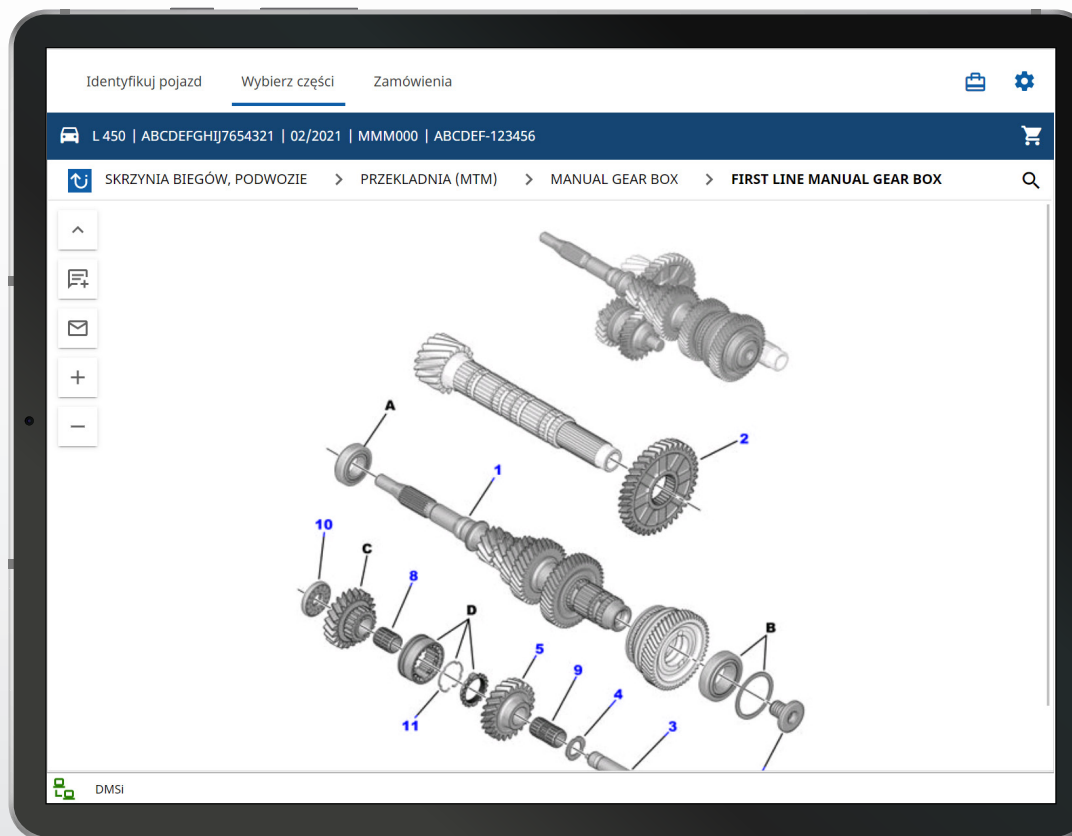 Identyfikuj pojazd Wybierz części Zamówienia
L 450 | ABCDEFGHIJ7654321 | 02/2021 | MMM000 | ABCDEF-123456
SKRZYNIA BIEGÓW, PODWOZIE > PRZEKLADNIA (MTM) > MANUAL GEAR BOX > FIRST LINE MANUAL GEAR BOX
A
2
1
10
C
8
D
B
5
9
4
11
3
DMSi